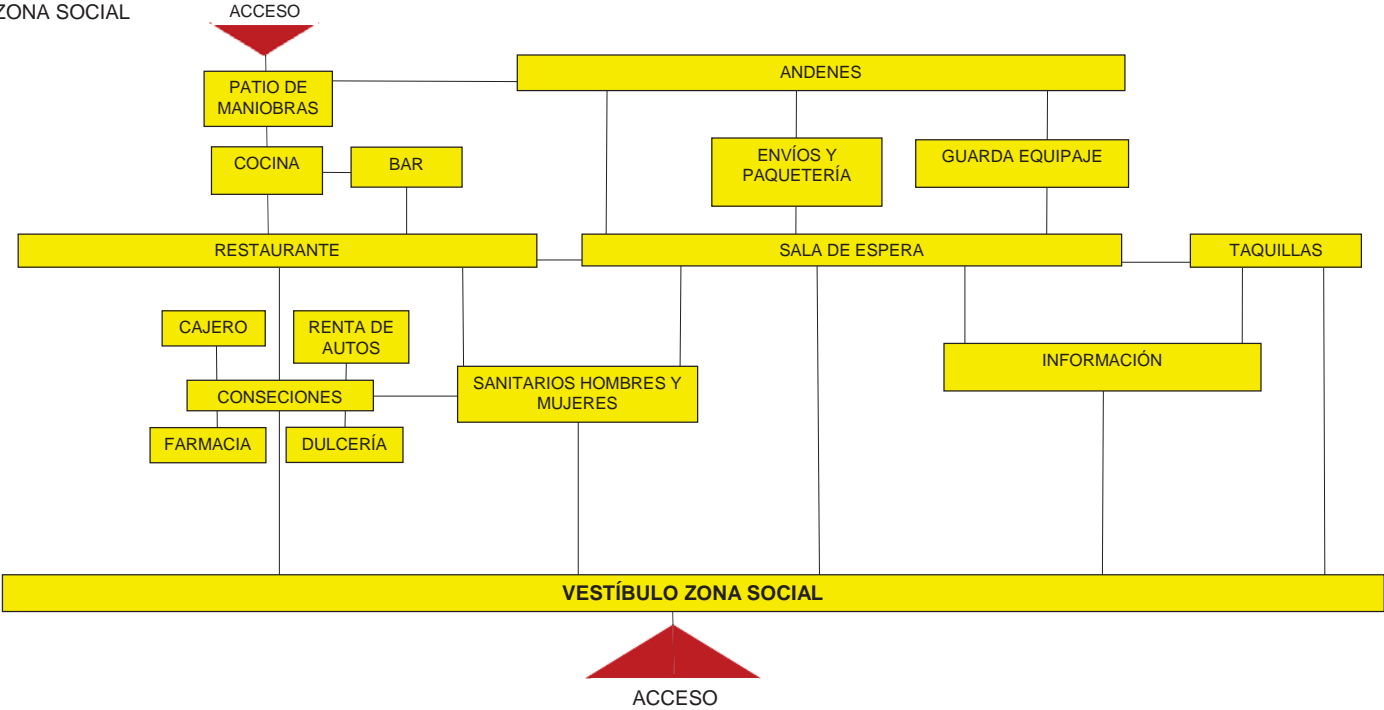 ZONA SOCIAL
ACCESO
ANDENES
PATIO DE
MANIOBRAS
COCINA
BAR
ENVÍOS Y
PAQUETERÍA
GUARDA EQUIPAJE
RESTAURANTE
SALA DE ESPERA
TAQUILLAS
CAJERO
RENTA DE
AUTOS
INFORMACIÓN
SANITARIOS HOMBRES Y
MUJERES
CONSECIONES
FARMACIA
DULCERÍA
VESTÍBULO ZONA SOCIAL
ACCESO